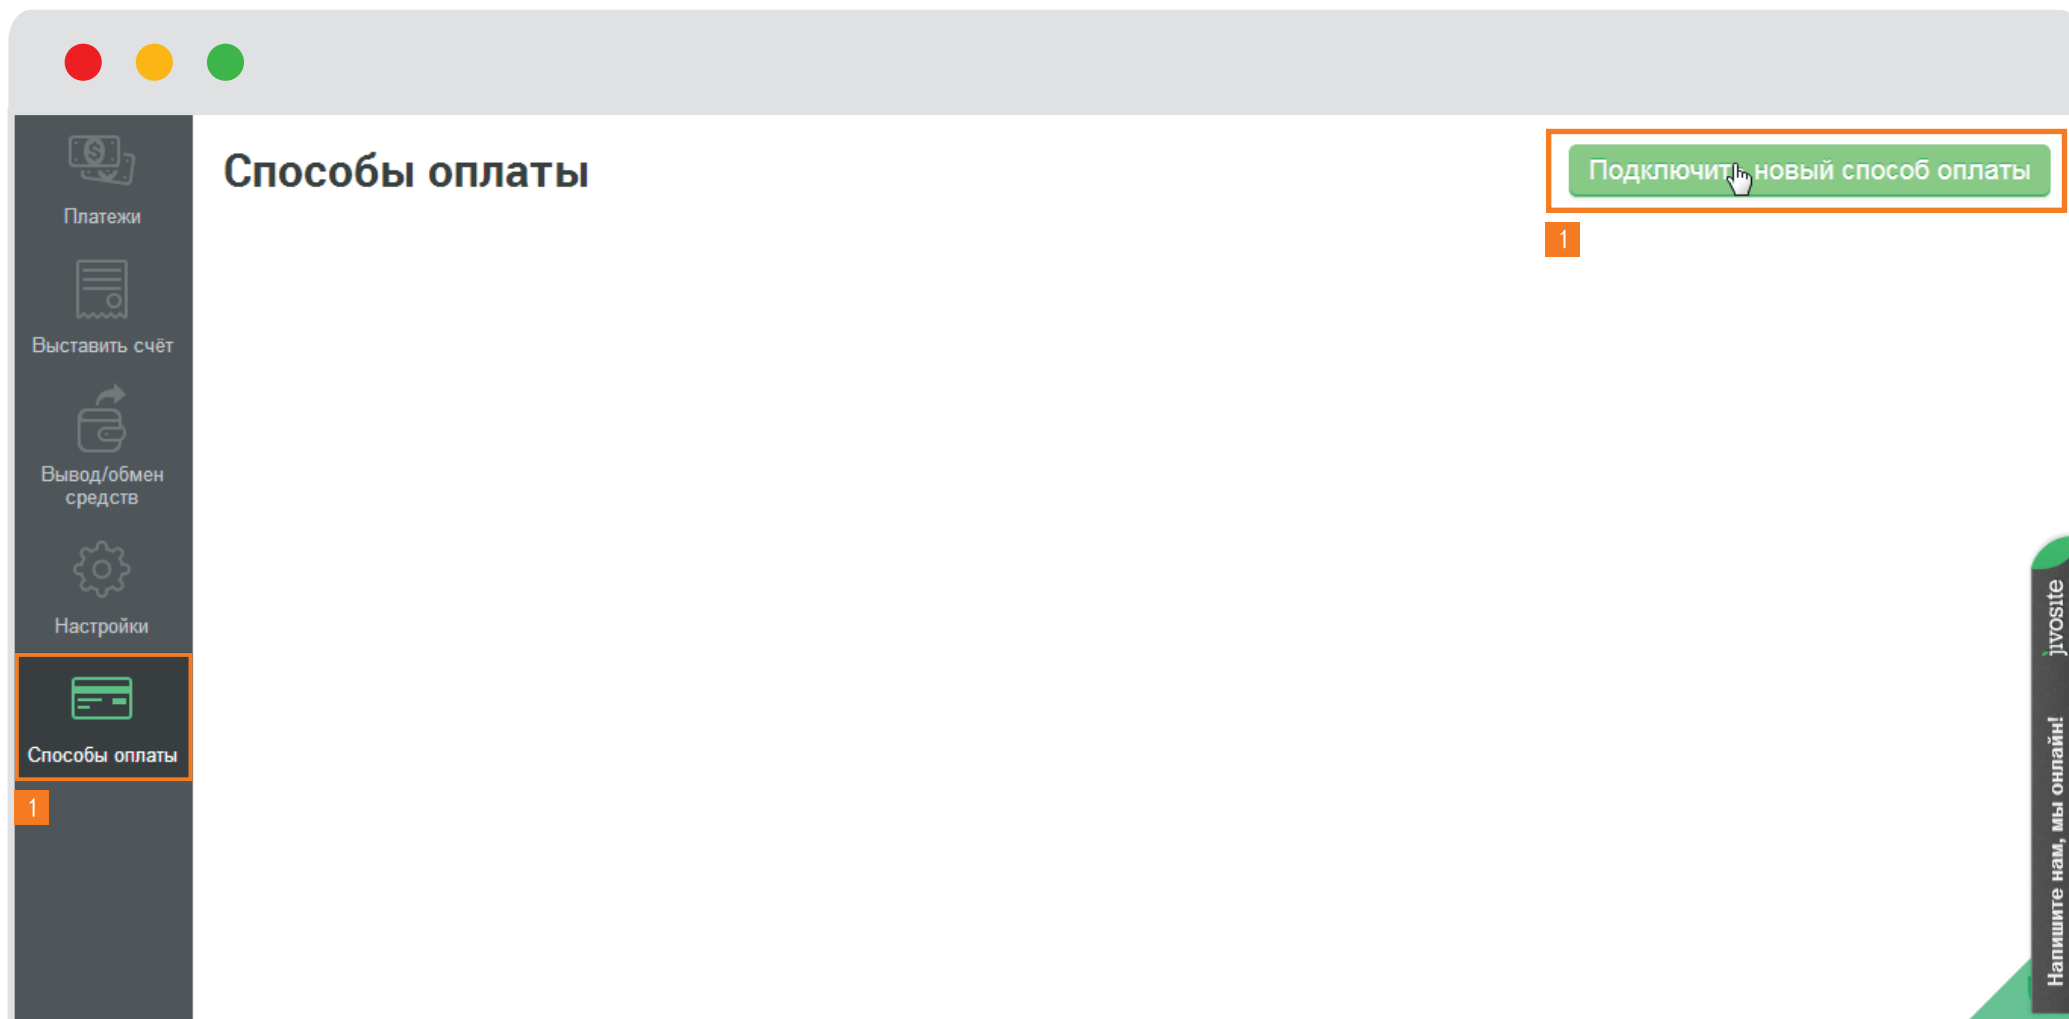 Способы оплаты
Подключить новый способ оплаты
1
Платежи
Выставить счёт
Вывод/обмен
средств
Настройки
Способы оплаты
1
jivosite
Напишите нам, мы онлайн!